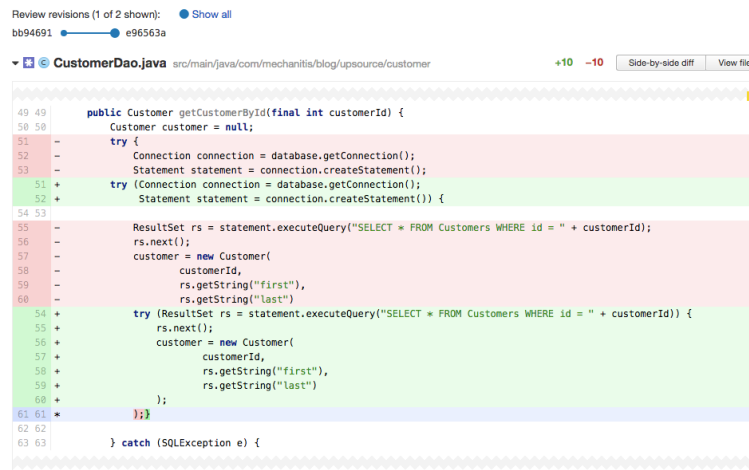 Review revisions (1 of 2 shown): Show all
bb94691 e96563a
CustomerDao.java src/main/java/com/mechanitis/blog/upsource/customer +10 −10 Side-by-side diff View file
49 49 public Customer getCustomerById(final int customerId) {
50 50 Customer customer = null;
51 - try {
52 - Connection connection = database.getConnection();
53 - Statement statement = connection.createStatement();
51 + try (Connection connection = database.getConnection();
52 + Statement statement = connection.createStatement()) {
54 53
55 - ResultSet rs = statement.executeQuery("SELECT * FROM Customers WHERE id = " + customerId);
56 - rs.next();
57 - customer = new Customer(
58 - customerId,
59 - rs.getString("first"),
60 - rs.getString("last")
54 + try (ResultSet rs = statement.executeQuery("SELECT * FROM Customers WHERE id = " + customerId)) {
55 + rs.next();
56 + customer = new Customer(
57 + customerId,
58 + rs.getString("first"),
59 + rs.getString("last")
60 + );
61 61 * );}
62 62
63 63 } catch (SQLException e) {